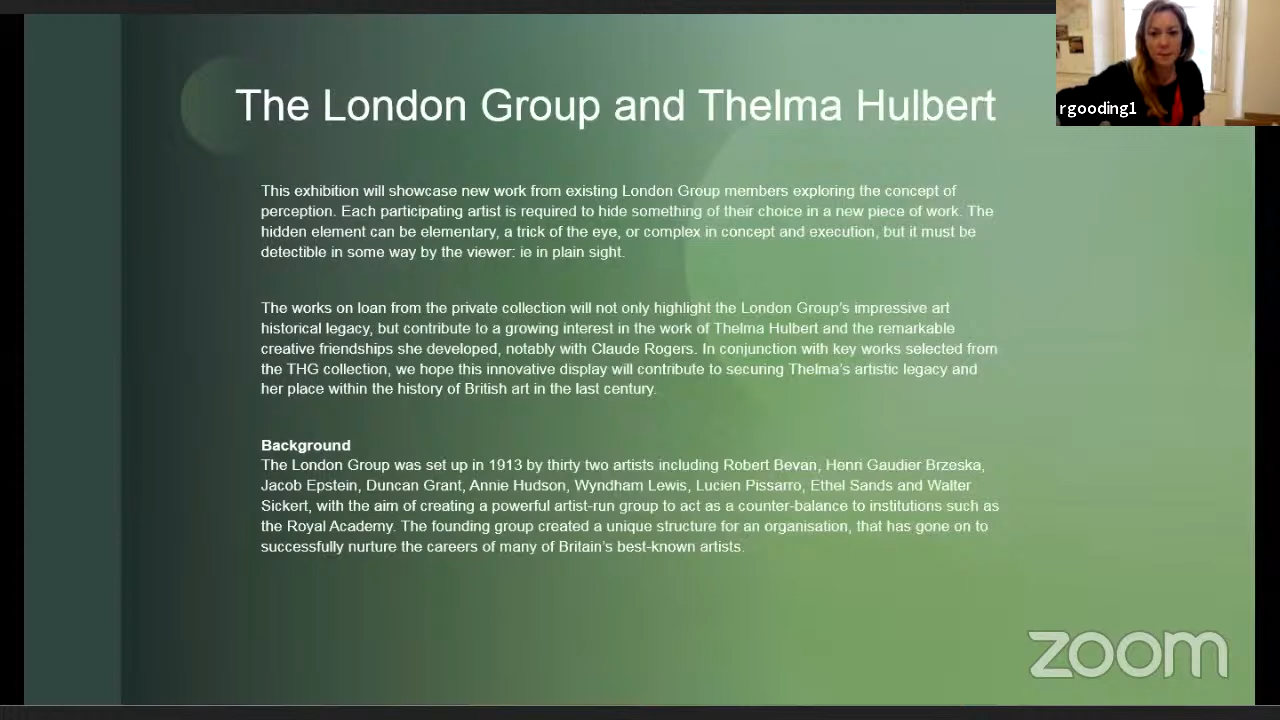 The London Group and Thelma Hulbert
rgooding1
This exhibition will showcase new work from existing London Group members exploring the concept of
perception. Each participating artist is required to hide something of their choice in a new piece of work. The
hidden element can be elementary, a trick of the eye, or complex in concept and execution, but it must be
detectible in some way by the viewer: ie in plain sight.
The works on loan from the private collection will not only highlight the London Group's impressive art
historical legacy, but contribute to a growing interest in the work of Thelma Hulbert and the remarkable
creative friendships she developed, notably with Claude Rogers. In conjunction with key works selected from
the THG collection, we hope this innovative display will contribute to securing Thelma's artistic legacy and
her place within the history of British art in the last century.
Background
The London Group was set up in 1913 by thirty two artists including Robert Bevan, Henri Gaudier Brzeska,
Jacob Epstein, Duncan Grant, Annie Hudson, Wyndham Lewis, Lucien Pissarro, Ethel Sands and Walter
Sickert, with the aim of creating a powerful artist-run group to act as a counter-balance to institutions such as
the Royal Academy. The founding group created a unique structure for an organisation, that has gone on to
successfully nurture the careers of many of Britain's best-known artists.
zoom